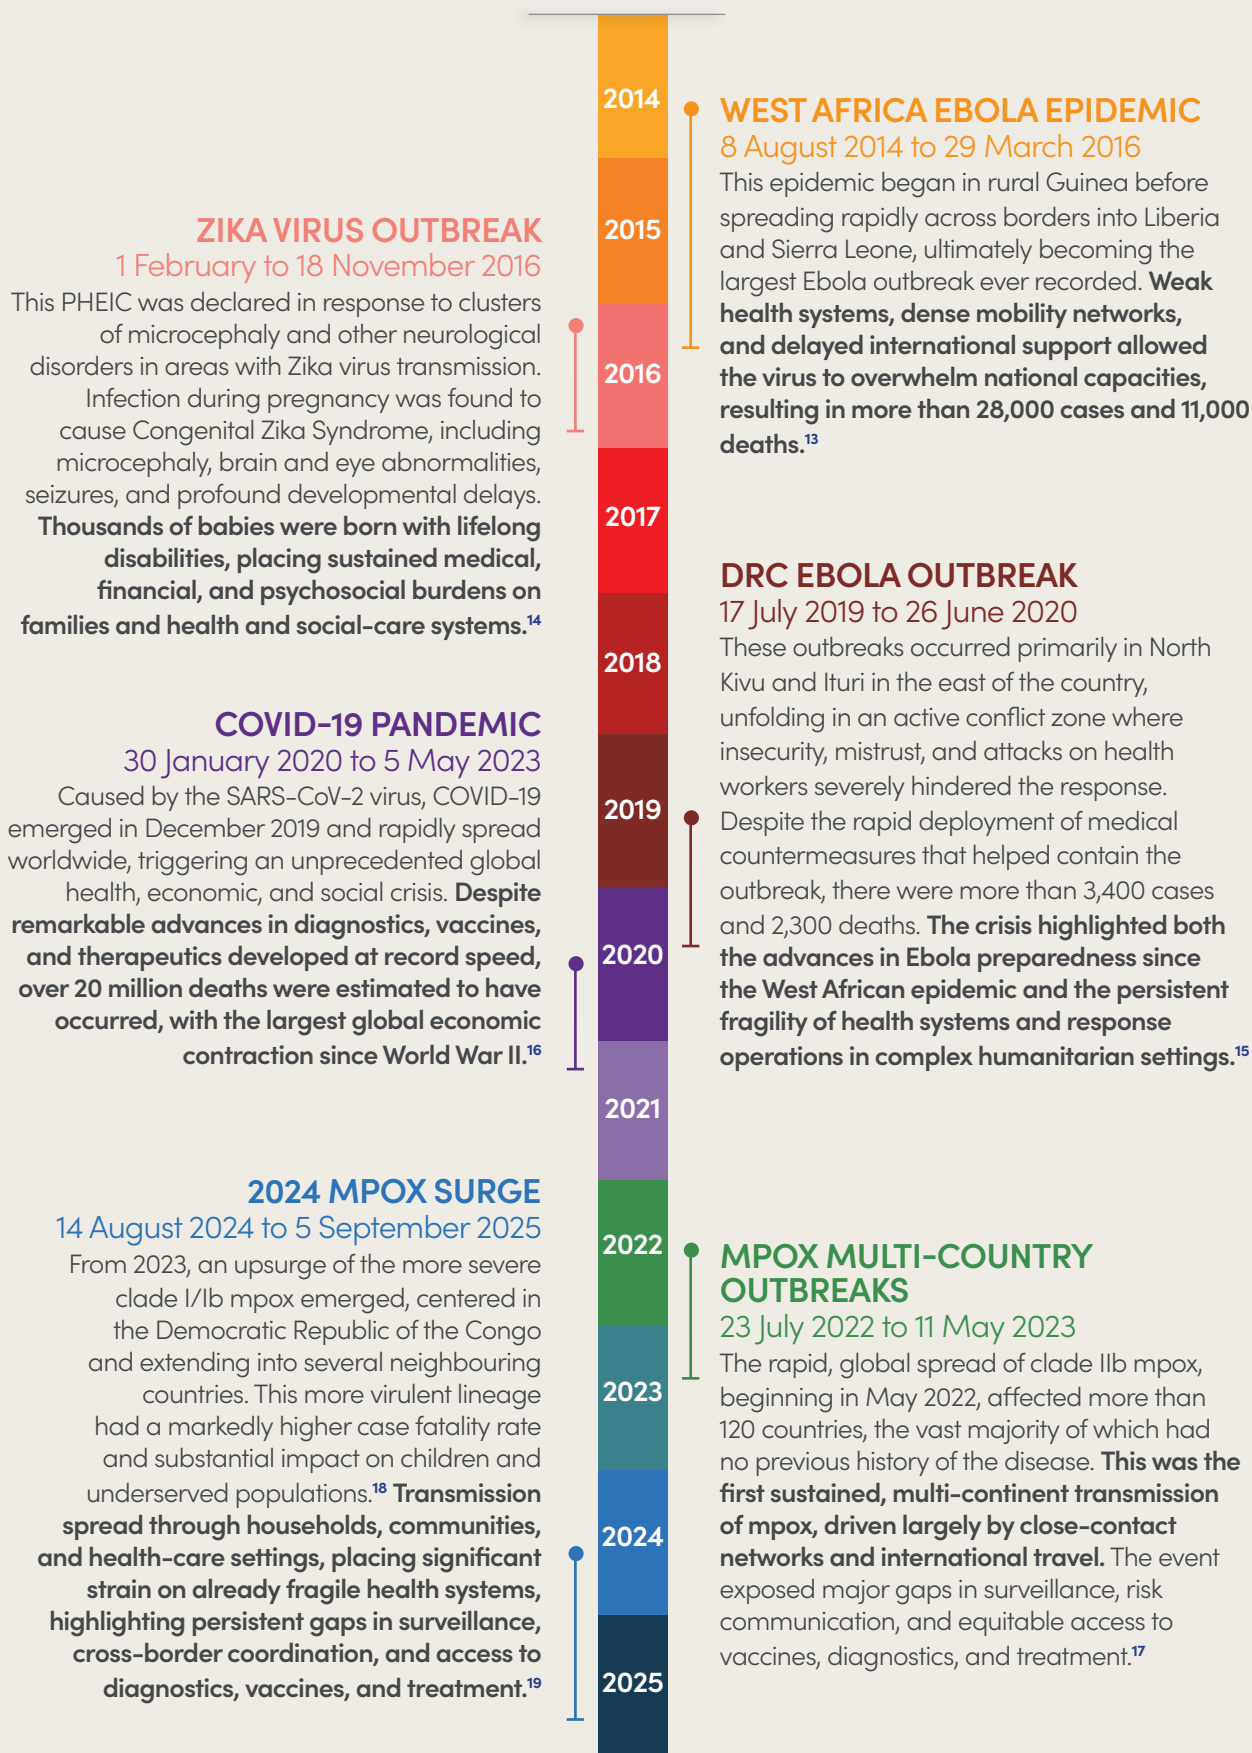 2014
WEST AFRICA EBOLA EPIDEMIC
8 August 2014 to 29 March 2016
This epidemic began in rural Guinea before
spreading rapidly across borders into Liberia
and Sierra Leone, ultimately becoming the
largest Ebola outbreak ever recorded. Weak
health systems, dense mobility networks,
and delayed international support allowed
the virus to overwhelm national capacities,
resulting in more than 28,000 cases and 11,000
deaths.13
2015
ZIKA VIRUS OUTBREAK
1 February to 18 November 2016
This PHEIC was declared in response to clusters
of microcephaly and other neurological
disorders in areas with Zika virus transmission.
Infection during pregnancy was found to
cause Congenital Zika Syndrome, including
microcephaly, brain and eye abnormalities,
seizures, and profound developmental delays.
Thousands of babies were born with lifelong
disabilities, placing sustained medical,
financial, and psychosocial burdens on
families and health and social-care systems.14
2016
2017
2018
DRC EBOLA OUTBREAK
17 July 2019 to 26 June 2020
These outbreaks occurred primarily in North
Kivu and Ituri in the east of the country,
unfolding in an active conflict zone where
insecurity, mistrust, and attacks on health
workers severely hindered the response.
Despite the rapid deployment of medical
countermeasures that helped contain the
outbreak, there were more than 3,400 cases
and 2,300 deaths. The crisis highlighted both
the advances in Ebola preparedness since
the West African epidemic and the persistent
fragility of health systems and response
operations in complex humanitarian settings.15
2019
COVID-19 PANDEMIC
30 January 2020 to 5 May 2023
Caused by the SARS-CoV-2 virus, COVID-19
emerged in December 2019 and rapidly spread
worldwide, triggering an unprecedented global
health, economic, and social crisis. Despite
remarkable advances in diagnostics, vaccines,
and therapeutics developed at record speed,
over 20 million deaths were estimated to have
occurred, with the largest global economic
contraction since World War II.16
2020
2021
2022
MPOX MULTI-COUNTRY
OUTBREAKS
23 July 2022 to 11 May 2023
The rapid, global spread of clade IIb mpox,
beginning in May 2022, affected more than
120 countries, the vast majority of which had
no previous history of the disease. This was the
first sustained, multi-continent transmission
of mpox, driven largely by close-contact
networks and international travel. The event
exposed major gaps in surveillance, risk
communication, and equitable access to
vaccines, diagnostics, and treatment.17
2023
2024 MPOX SURGE
14 August 2024 to 5 September 2025
From 2023, an upsurge of the more severe
clade I/Ib mpox emerged, centered in
the Democratic Republic of the Congo
and extending into several neighbouring
countries. This more virulent lineage
had a markedly higher case fatality rate
and substantial impact on children and
underserved populations.18 Transmission
spread through households, communities,
and health-care settings, placing significant
strain on already fragile health systems,
highlighting persistent gaps in surveillance,
cross-border coordination, and access to
diagnostics, vaccines, and treatment.19
2024
2025